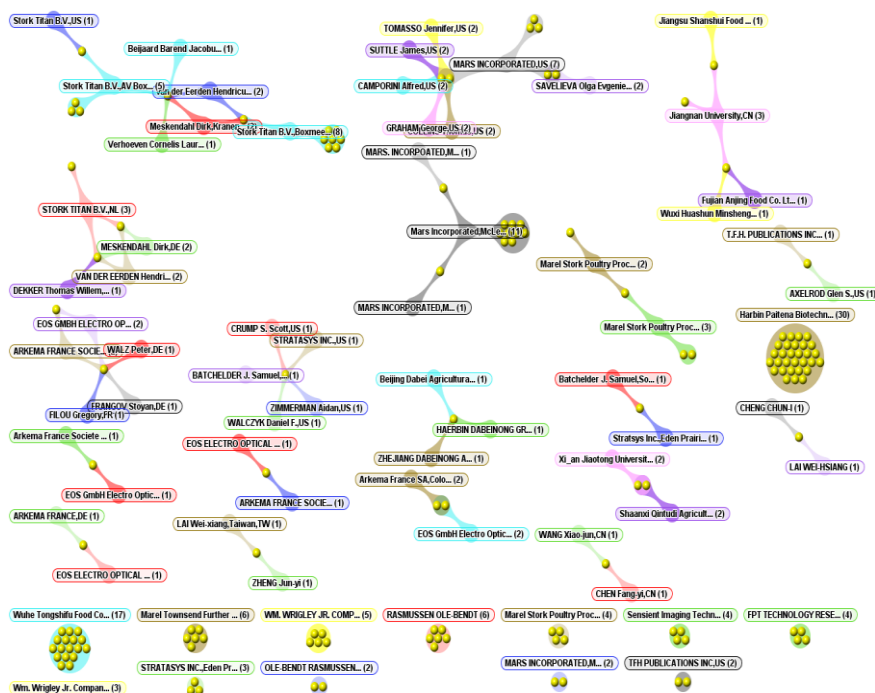 Stork Titan B.V.,US (1)
Beijaard Barend Jacobu... (1)
Stork Titan B.V.,AV Box... (5)
van der Eerden Hendricu... (2)
Meskendahl Dirk,Kranen... (2)
Stork Titan B.V.,Boxmee... (8)
Verhoeven Cornelis Laur... (1)
TOMASSO Jennifer,US (2)
SUTTLE James,US (2)
MARS INCORPORATED,US (7)
CAMPORINI Alfred,US (2)
SAVELIEVA Olga Evgenie... (2)
GRAHAM George,US (2)
US (2)
MARS. INCORPOATED,M... (1)
Mars Incorporated,McLe... (11)
MARS INCORPORATED,M... (1)
Jiangsu Shanshui Food ... (1)
Jiangnan University,CN (3)
Fujian Anjing Food Co. Lt... (1)
Wuxi Huashun Minsheng... (1)
STORK TITAN B.V.,NL (3)
MESKENDAHL Dirk,DE (2)
VAN DER EERDEN Hendri... (2)
DEKKER Thomas Willem,... (1)
Marel Stork Poultry Proc... (2)
Marel Stork Poultry Proc... (3)
T.F.H. PUBLICATIONS INC... (1)
AXELROD Glen S.,US (1)
Harbin Paitena Biotechn... (30)
EOS GMBH ELECTRO OP... (2)
ARKEMA FRANCE SOCIE...
WALZ Peter,DE (1)
FRANGOV Stoyan,DE (1)
FILOU Gregory,FR (1)
CRUMP S. Scott,US (1)
STRATASYS INC.,US (1)
BATCHELDER J. Samuel,... (1)
ZIMMERMAN Aidan,US (1)
WALCZYK Daniel F.,US (1)
Beijing Dabei Agricultura... (1)
HAERBIN DABEINONG GR... (1)
ZHEJIANG DABEINONG A... (1)
Batchelder J. Samuel,So... (1)
Stratsys Inc.,Eden Prairi... (1)
CHENG CHUN-I (1)
LAI WEI-HSIANG (1)
Arkema France Societe ... (1)
EOS GmbH Electro Optic... (1)
EOS ELECTRO OPTICAL ... (1)
ARKEMA FRANCE SOCIE... (1)
Arkema France SA,Colo... (2)
EOS GmbH Electro Optic... (2)
Xi_an Jiaotong Universit... (2)
Shaanxi Qintudi Agricult... (2)
ARKEMA FRANCE,DE (1)
EOS ELECTRO OPTICAL ... (1)
LAI Wei-xiang,Taiwan,TW (1)
ZHENG Jun-yi (1)
WANG Xiao-jun,CN (1)
CHEN Fang-yi,CN (1)
Wuhe Tongshifu Food Co... (17)
Marel Townsend Further ... (6)
WM. WRIGLEY JR. COMP... (5)
RASMUSSEN OLE-BENDT (6)
Marel Stork Poultry Proc... (4)
Sensient Imaging Techn... (4)
FPT TECHNOLOGY RESE... (4)
STRATASYS INC.,Eden Pr... (3)
OLE-BENDT RASMUSSEN... (2)
MARS INCORPORATED,M... (2)
TFH PUBLICATIONS INC,US (2)
Wm. Wrigley Jr. Compan... (3)